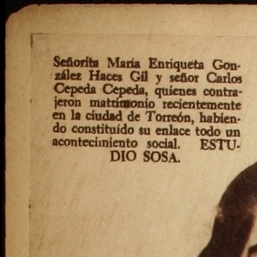 Señorita María Enriqueta Gon-
zález Haces Gil y señor Carlos
Cepeda Cepeda, quienes contra-
jeron matrimonio recientemente
en la ciudad de Torreón, habien-
do constituído su enlace todo un
acontecimiento social. ESTU-
DIO SOSA.